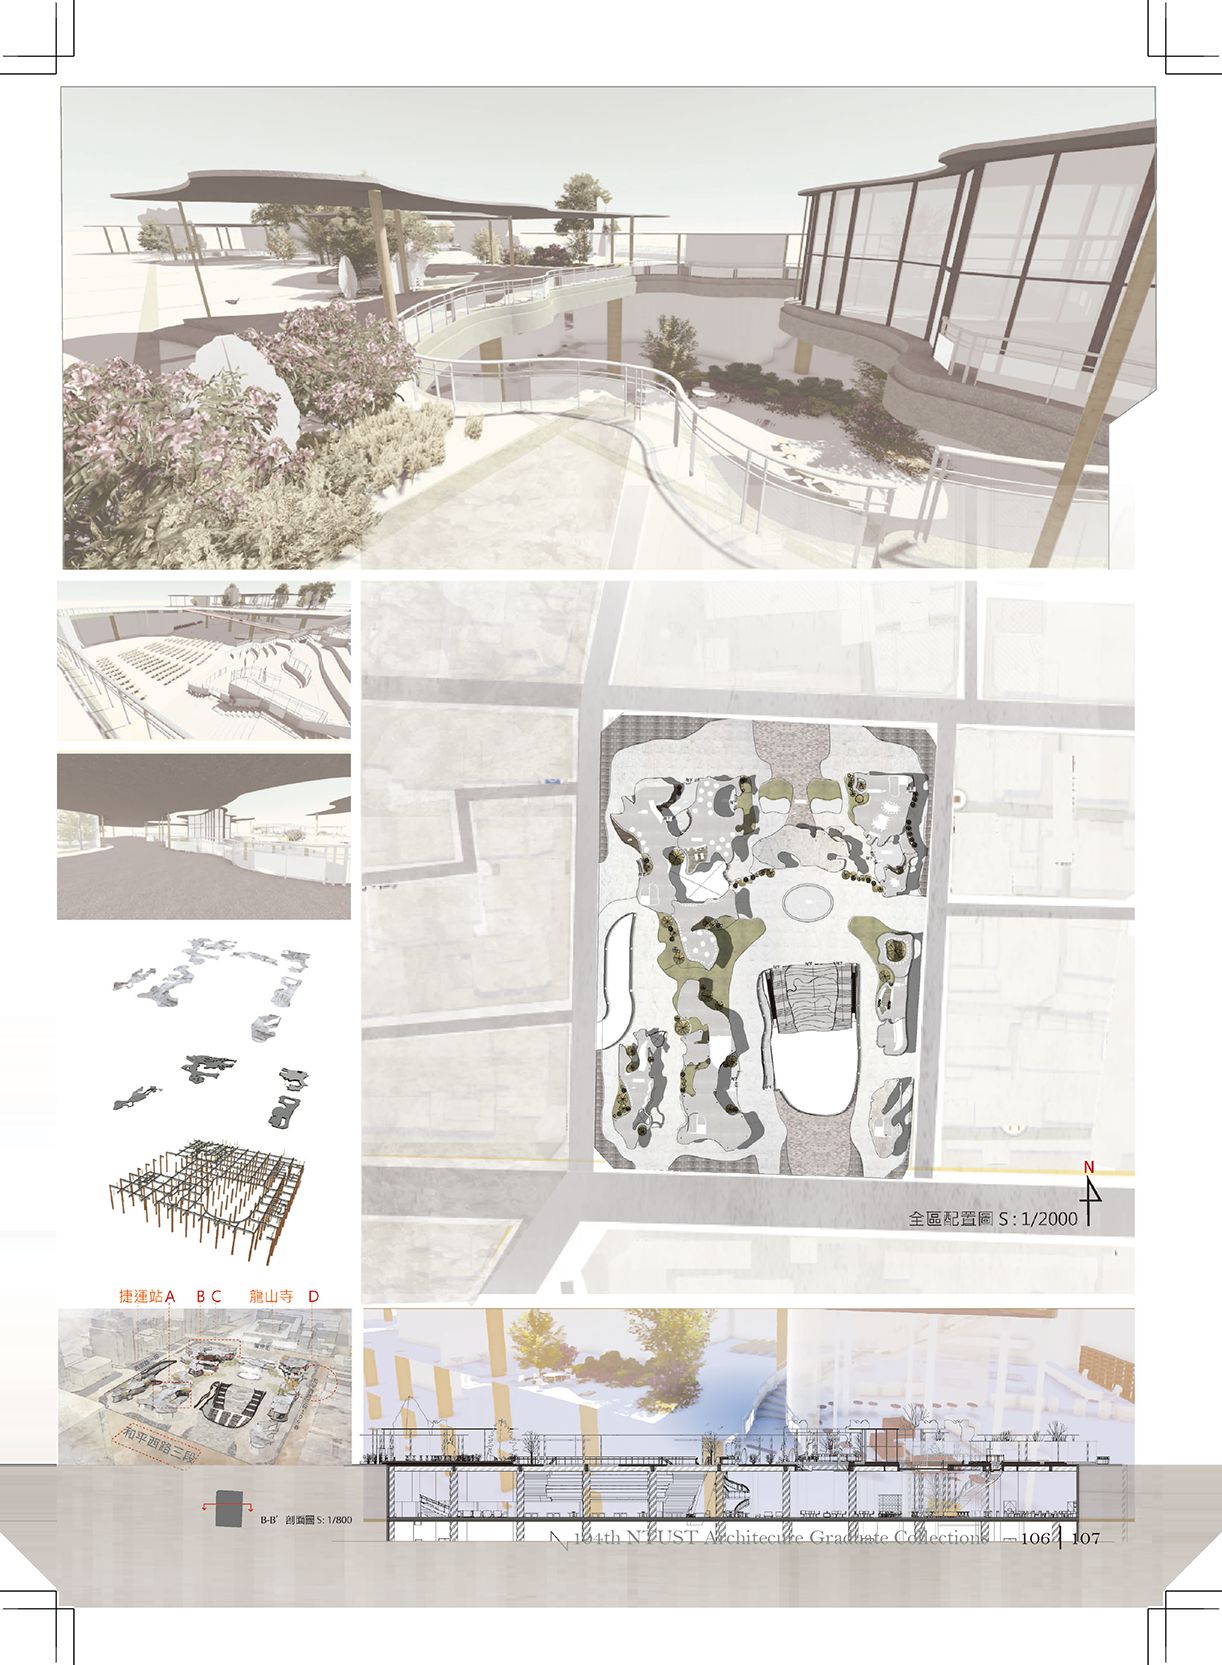 N
全區配置圖 S : 1/2000
捷運站A B C 龍山寺 D
和平西路三段
B-B' 剖面圖 S: 1/800
104th NTUST Architecure Graduate Collections 106 107